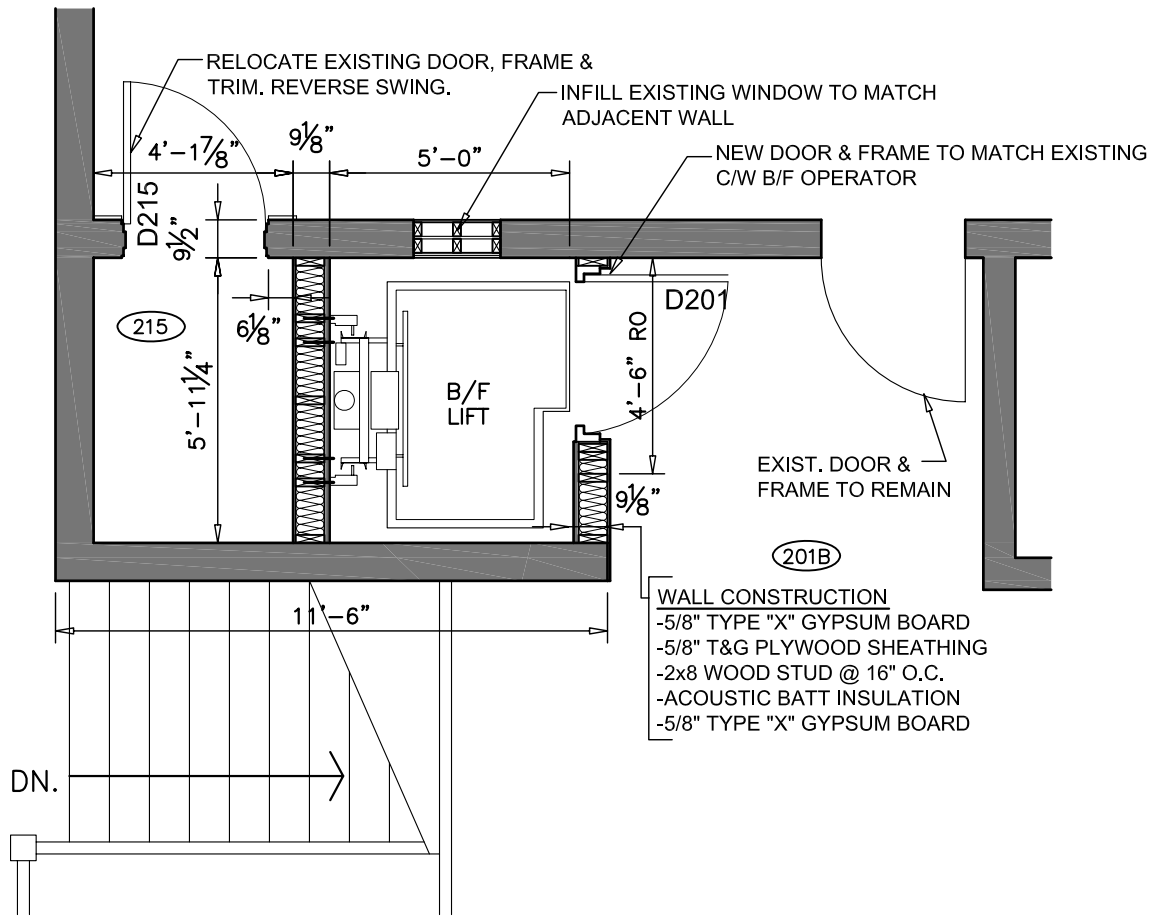 RELOCATE EXISTING DOOR, FRAME &
TRIM. REVERSE SWING.
INFILL EXISTING WINDOW TO MATCH
ADJACENT WALL
NEW DOOR & FRAME TO MATCH EXISTING
C/W B/F OPERATOR
4'-1⅞"
9⅛"
5'-0"
D215
9½"
215
6⅛"
5'-11¼"
B/F
LIFT
D201
4'-6" RO
9⅛"
EXIST. DOOR &
FRAME TO REMAIN
201B
11'-6"
WALL CONSTRUCTION
-5/8" TYPE "X" GYPSUM BOARD
-5/8" T&G PLYWOOD SHEATHING
-2x8 WOOD STUD @ 16" O.C.
-ACOUSTIC BATT INSULATION
-5/8" TYPE "X" GYPSUM BOARD
DN.